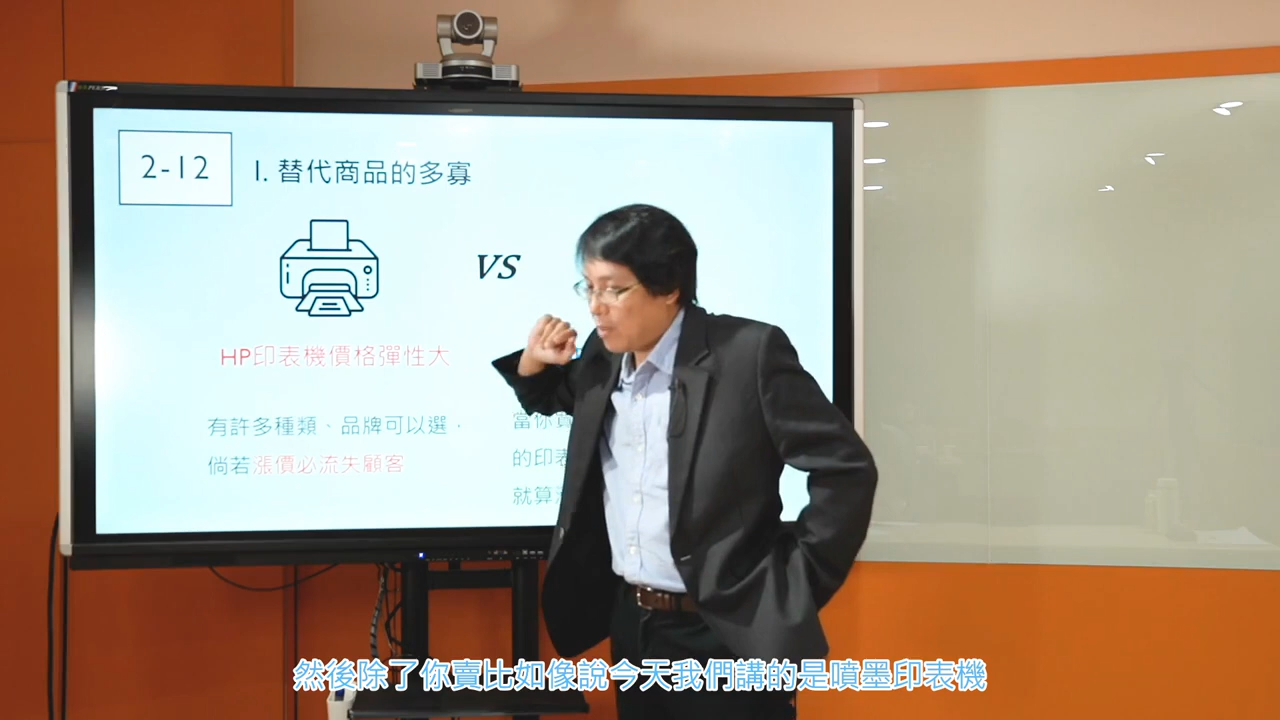 2-12
1. 替代商品的多寡
VS
HP印表機價格彈性大
有許多種類、品牌可以選，
倘若漲價必流失顧客
當你買
的印表
就算
然後除了你賣比如像說今天我們講的是噴墨印表機